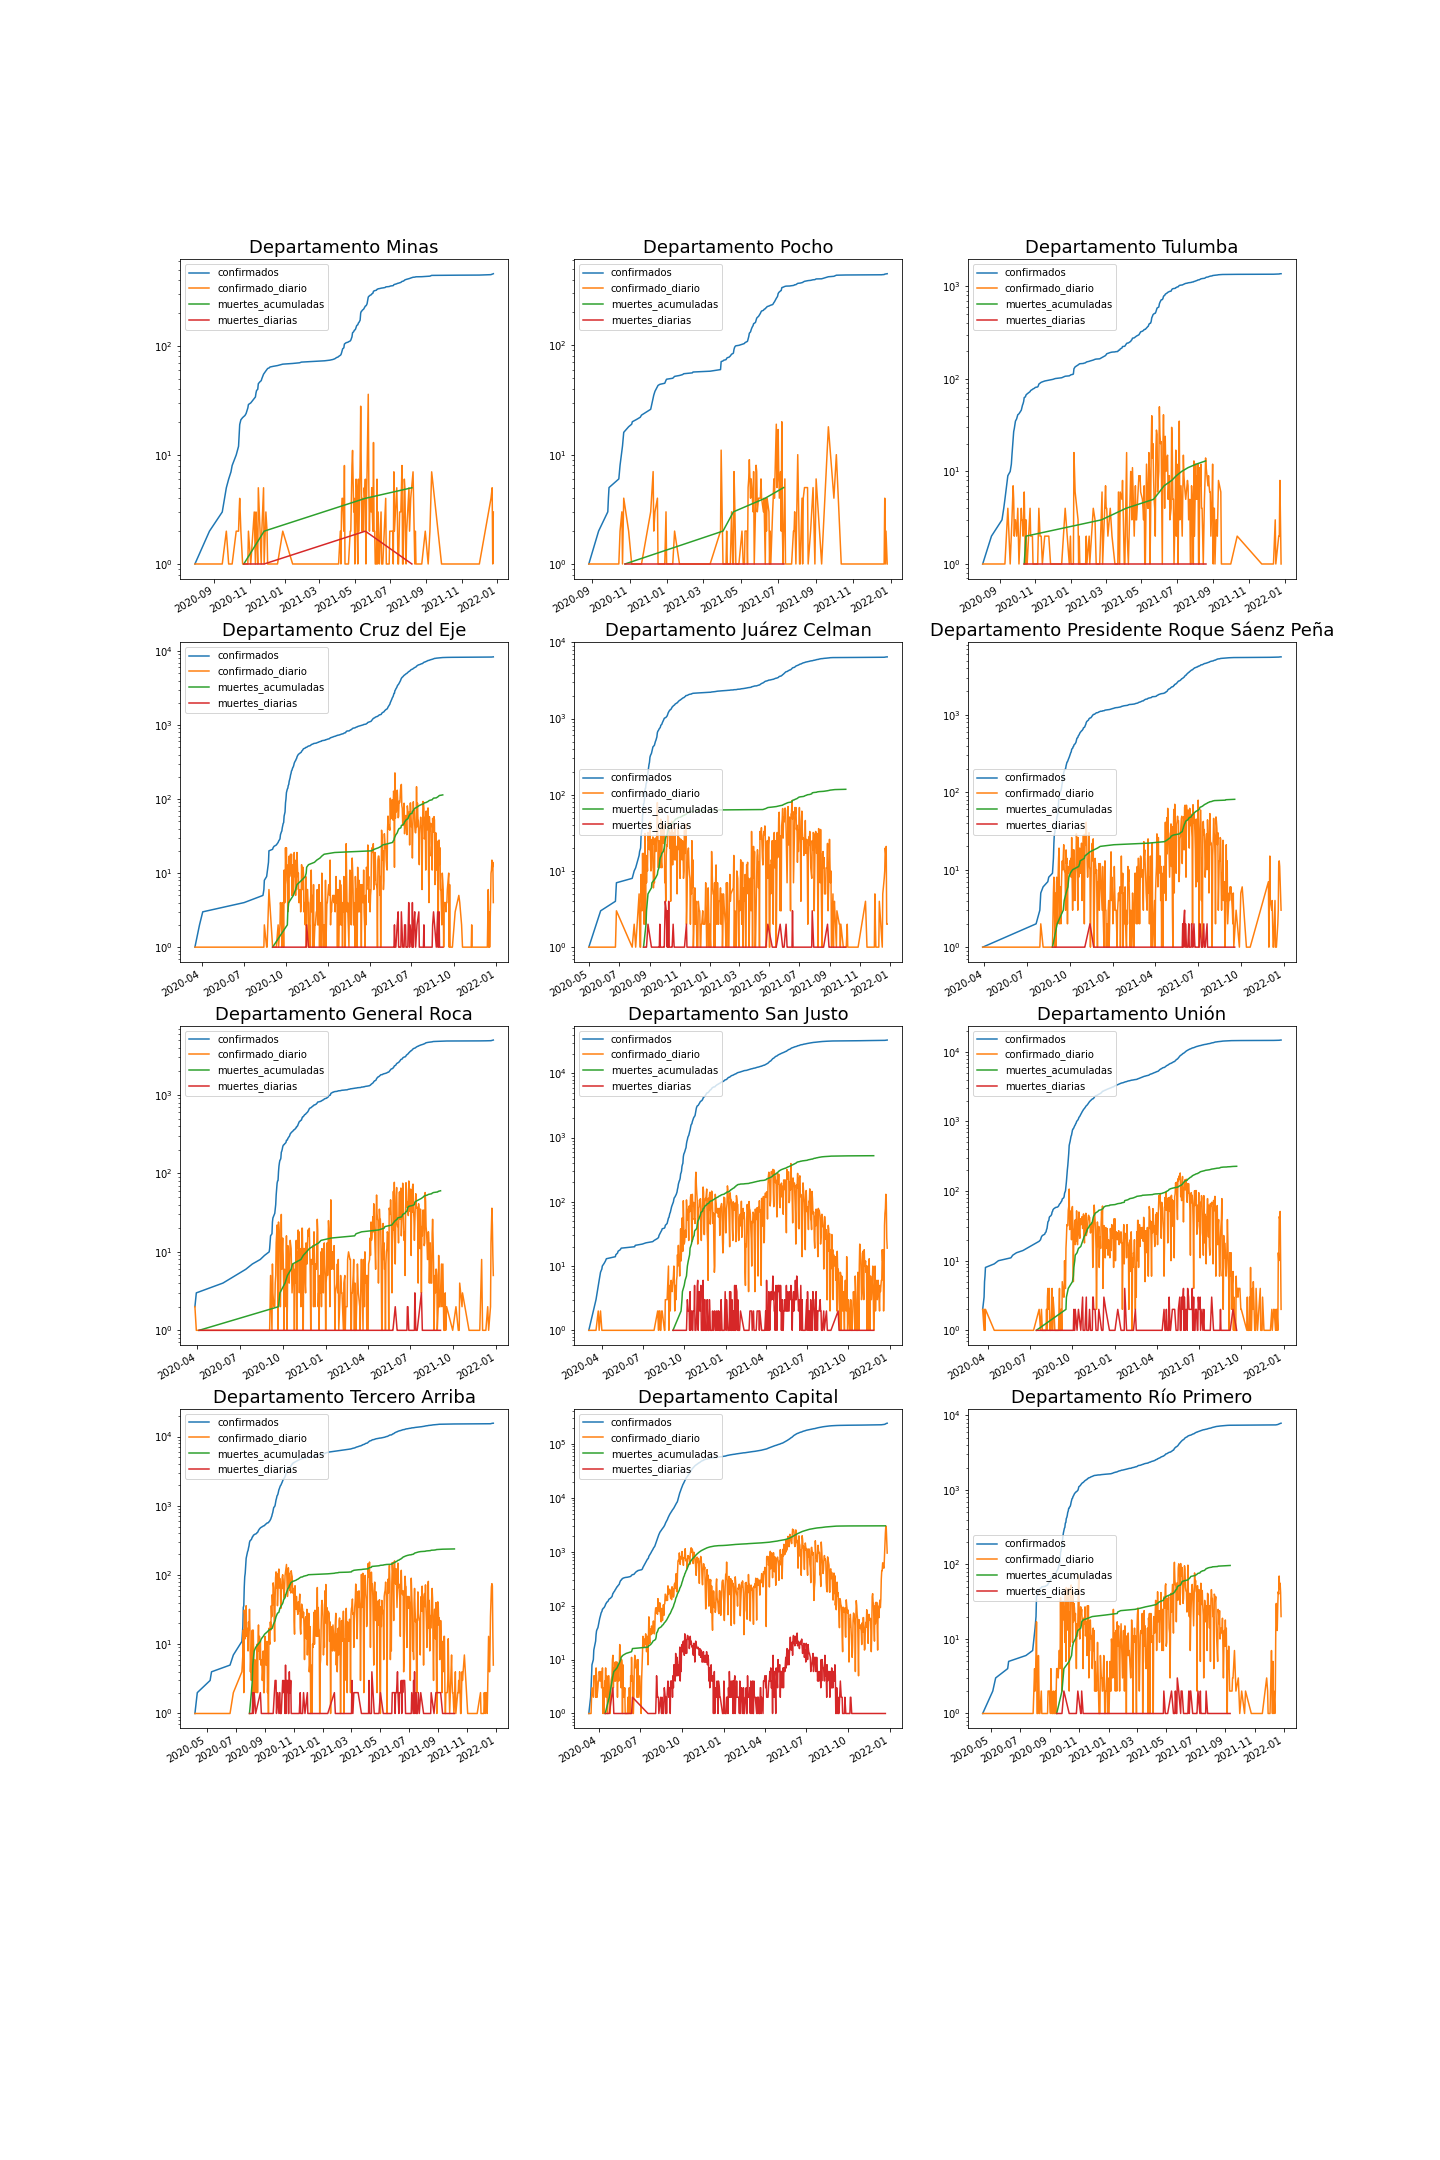 Departamento Minas
confirmados
confirmado_diario
muertes_acumuladas
muertes_diarias
10²
10¹
10⁰
2020-09
2020-11
2021-01
2021-03
2021-05
2021-07
2021-09
2021-11
2022-01
Departamento Pocho
confirmados
confirmado_diario
muertes_acumuladas
muertes_diarias
10²
10¹
10⁰
2020-09
2020-11
2021-01
2021-03
2021-05
2021-07
2021-09
2021-11
2022-01
Departamento Tulumba
confirmados
confirmado_diario
muertes_acumuladas
muertes_diarias
10³
10²
10¹
10⁰
2020-09
2020-11
2021-01
2021-03
2021-05
2021-07
2021-09
2021-11
2022-01
Departamento Cruz del Eje
confirmados
confirmado_diario
muertes_acumuladas
muertes_diarias
10⁴
10³
10²
10¹
10⁰
2020-04
2020-07
2020-10
2021-01
2021-04
2021-07
2021-10
2022-01
Departamento Juárez Celman
confirmados
confirmado_diario
muertes_acumuladas
muertes_diarias
10⁴
10³
10²
10¹
10⁰
2020-05
2020-07
2020-09
2020-11
2021-01
2021-03
2021-05
2021-07
2021-09
2021-11
2022-01
Departamento Presidente Roque Sáenz Peña
confirmados
confirmado_diario
muertes_acumuladas
muertes_diarias
10³
10²
10¹
10⁰
2020-04
2020-07
2020-10
2021-01
2021-04
2021-07
2021-10
2022-01
Departamento General Roca
confirmados
confirmado_diario
muertes_acumuladas
muertes_diarias
10³
10²
10¹
10⁰
2020-04
2020-07
2020-10
2021-01
2021-04
2021-07
2021-10
2022-01
Departamento San Justo
confirmados
confirmado_diario
muertes_acumuladas
muertes_diarias
10⁴
10³
10²
10¹
10⁰
2020-04
2020-07
2020-10
2021-01
2021-04
2021-07
2021-10
2022-01
Departamento Unión
confirmados
confirmado_diario
muertes_acumuladas
muertes_diarias
10⁴
10³
10²
10¹
10⁰
2020-04
2020-07
2020-10
2021-01
2021-04
2021-07
2021-10
2022-01
Departamento Tercero Arriba
confirmados
confirmado_diario
muertes_acumuladas
muertes_diarias
10⁴
10³
10²
10¹
10⁰
2020-05
2020-07
2020-09
2020-11
2021-01
2021-03
2021-05
2021-07
2021-09
2021-11
2022-01
Departamento Capital
confirmados
confirmado_diario
muertes_acumuladas
muertes_diarias
10⁵
10⁴
10³
10²
10¹
10⁰
2020-04
2020-07
2020-10
2021-01
2021-04
2021-07
2021-10
2022-01
Departamento Río Primero
confirmados
confirmado_diario
muertes_acumuladas
muertes_diarias
10⁴
10³
10²
10¹
10⁰
2020-05
2020-07
2020-09
2020-11
2021-01
2021-03
2021-05
2021-07
2021-09
2021-11
2022-01